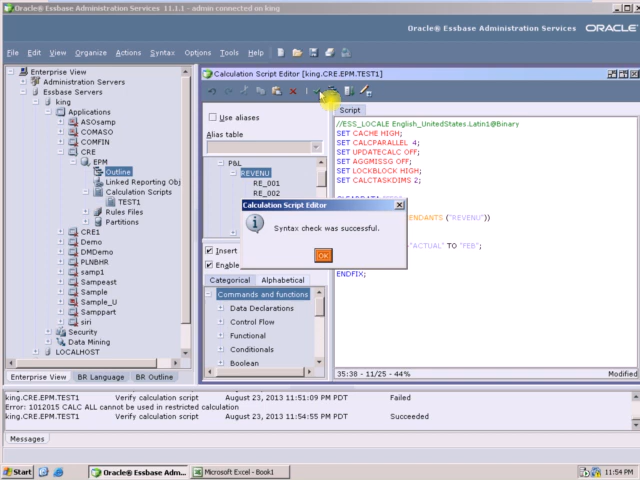 Oracle® Essbase Administration Services 11.1.1 - admin connected on king
Oracle® Essbase Administration Services ORACLE
File Edit View Organize Actions Syntax Options Tools Help
Enterprise View
Administration Servers
Essbase Servers
king
Applications
ASOsamp
COMASO
COMFIN
CRE
EPM
Outline
Linked Reporting Obj
Calculation Scripts
TEST1
Rules Files
Partitions
CRE1
Demo
DMDemo
PLNBHR
samp1
Sampeast
Sample
Sample_U
Samppart
siri
Security
Data Mining
LOCALHOST
Enterprise View BR Language BR Outline
Calculation Script Editor [king.CRE.EPM.TEST1]
Use aliases
Alias table
P&L
REVENU
RE_001
RE_002
Insert
Enable
Categorical Alphabetical
Commands and functions
Data Declarations
Control Flow
Functional
Conditionals
Boolean
Script
//ESS_LOCALE English_UnitedStates.Latin1@Binary
SET CACHE HIGH;
SET CALCPARALLEL 4;
SET UPDATECALC OFF;
SET AGGMISSG OFF;
SET LOCKBLOCK HIGH;
SET CALCTASKDIMS 2;
ENDANTS ("REVENU"))
"ACTUAL" TO "FEB";
ENDFIX;
35:38 - 11/25 - 44% Modified
Calculation Script Editor
Syntax check was successful.
OK
king.CRE.EPM.TEST1 Verify calculation script August 23, 2013 11:51:09 PM PDT Failed
Error: 1012015 CALC ALL cannot be used in restricted calculation
king.CRE.EPM.TEST1 Verify calculation script August 23, 2013 11:54:55 PM PDT Succeeded
Messages
Start Oracle® Essbase Adm... Microsoft Excel - Book1 11:54 PM